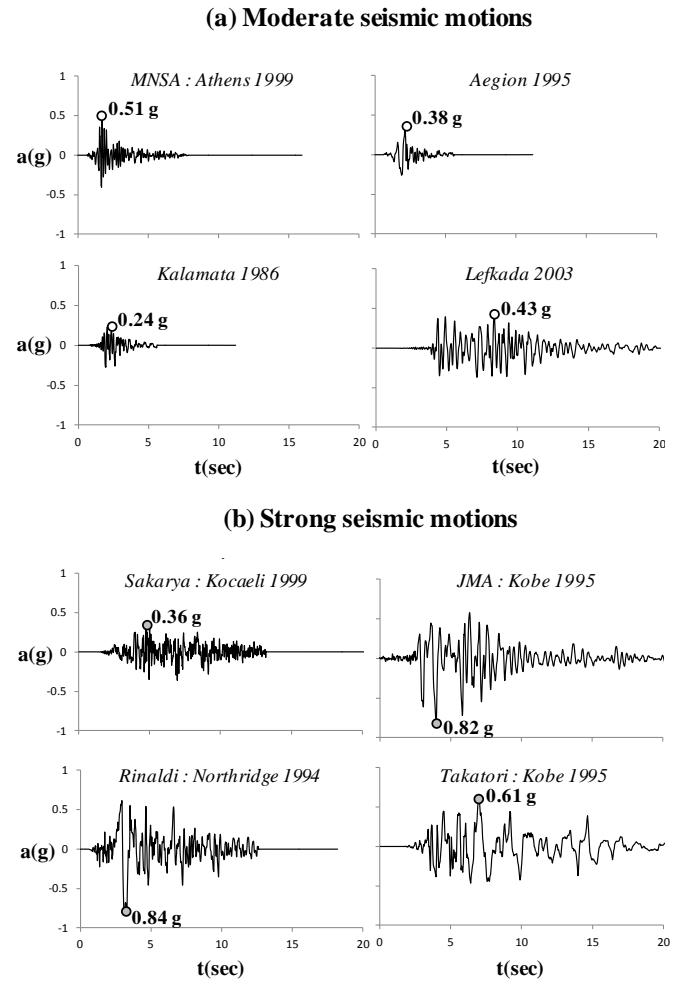 (a) Moderate seismic motions
MNSA : Athens 1999
Aegion 1995
1
0.5
0
-0.5
-1
a(g)
0.51 g
0.38 g
Kalamata 1986
Lefkada 2003
1
0.5
0
-0.5
-1
a(g)
0.24 g
0.43 g
0 5 10 15 20
0 5 10 15 20
t(sec)
t(sec)
(b) Strong seismic motions
Sakarya : Kocaeli 1999
JMA : Kobe 1995
1
0.5
0
-0.5
-1
a(g)
0.36 g
0.82 g
Rinaldi : Northridge 1994
Takatori : Kobe 1995
1
0.5
0
-0.5
-1
a(g)
0.84 g
0.61 g
0 5 10 15 20
0 5 10 15 20
t(sec)
t(sec)